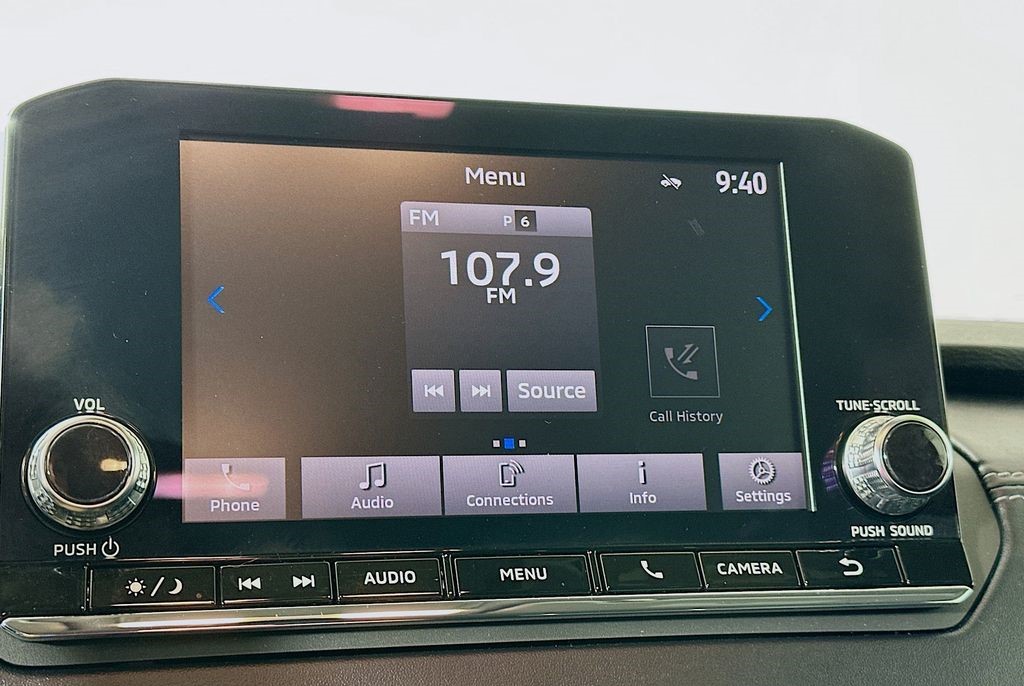 Menu
9:40
FM P 6
107.9
FM
Source
Call History
VOL
TUNE·SCROLL
Phone
Audio
Connections
Info
Settings
PUSH
PUSH SOUND
AUDIO
MENU
CAMERA